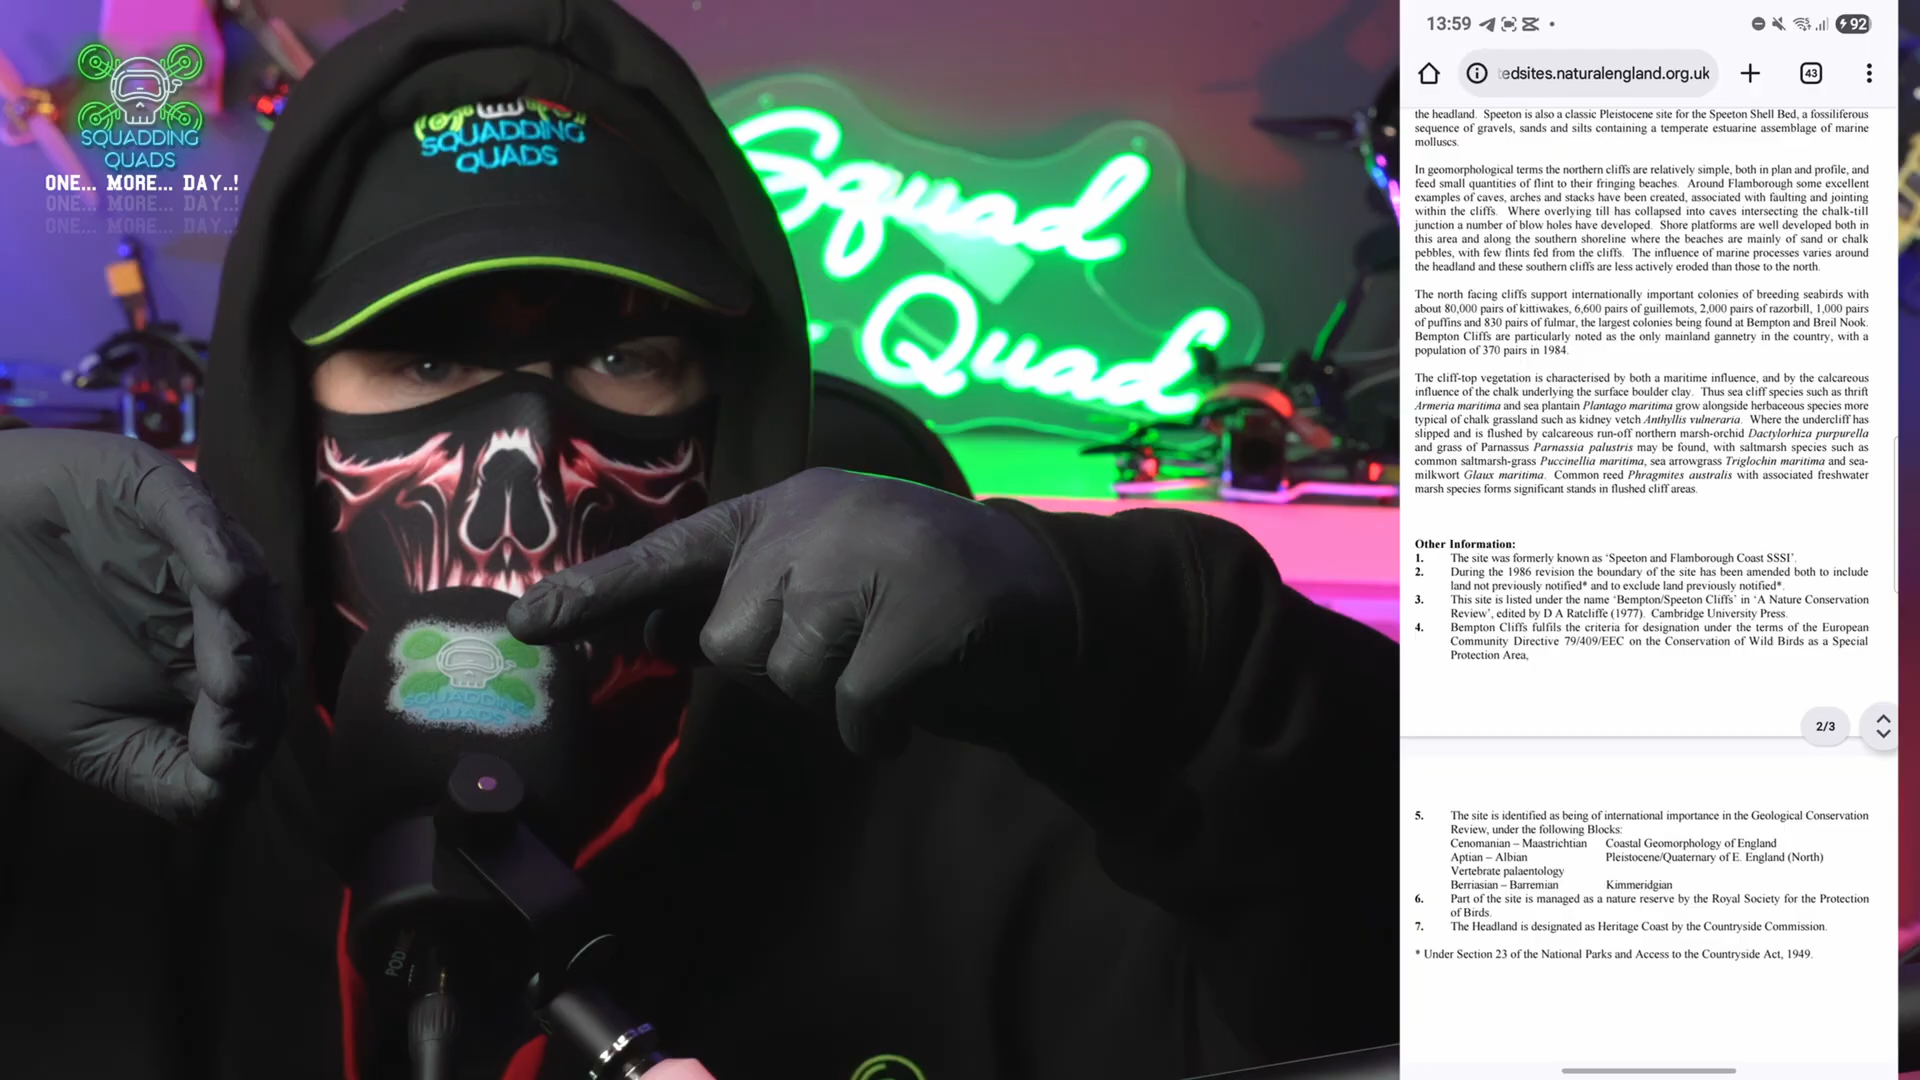 SQUADDING
QUADS
ONE... MORE... DAY..!
ONE... MORE... DAY..!
ONE... MORE... DAY..!
SQUADDING
QUADS
Squad
Quad
SQUADDING
QUADS
POD
13:59
92
tedsites.naturalengland.org.uk
43
the headland. Speeton is also a classic Pleistocene site for the Speeton Shell Bed, a fossiliferous
sequence of gravels, sands and silts containing a temperate estuarine assemblage of marine
molluscs.
In geomorphological terms the northern cliffs are relatively simple, both in plan and profile, and
feed small quantities of flint to their fringing beaches. Around Flamborough some excellent
examples of caves, arches and stacks have been created, associated with faulting and jointing
within the cliffs. Where overlying till has collapsed into caves intersecting the chalk-till
junction a number of blow holes have developed. Shore platforms are well developed both in
this area and along the southern shoreline where the beaches are mainly of sand or chalk
pebbles, with few flints fed from the cliffs. The influence of marine processes varies around
the headland and these southern cliffs are less actively eroded than those to the north.
The north facing cliffs support internationally important colonies of breeding seabirds with
about 80,000 pairs of kittiwakes, 6,600 pairs of guillemots, 2,000 pairs of razorbill, 1,000 pairs
of puffins and 830 pairs of fulmar, the largest colonies being found at Bempton and Breil Nook.
Bempton Cliffs are particularly noted as the only mainland gannetry in the country, with a
population of 370 pairs in 1984.
The cliff-top vegetation is characterised by both a maritime influence, and by the calcareous
influence of the chalk underlying the surface boulder clay. Thus sea cliff species such as thrift
Armeria maritima and sea plantain Plantago maritima grow alongside herbaceous species more
typical of chalk grassland such as kidney vetch Anthyllis vulneraria. Where the undercliff has
slipped and is flushed by calcareous run-off northern marsh-orchid Dactylorhiza purpurella
and grass of Parnassus Parnassia palustris may be found, with saltmarsh species such as
common saltmarsh-grass Puccinellia maritima, sea arrowgrass Triglochin maritima and sea-
milkwort Glaux maritima. Common reed Phragmites australis with associated freshwater
marsh species forms significant stands in flushed cliff areas.
Other Information:
1. The site was formerly known as ‘Speeton and Flamborough Coast SSSI’.
2. During the 1986 revision the boundary of the site has been amended both to include
land not previously notified* and to exclude land previously notified*.
3. This site is listed under the name ‘Bempton/Speeton Cliffs’ in ‘A Nature Conservation
Review’, edited by D A Ratcliffe (1977). Cambridge University Press.
4. Bempton Cliffs fulfils the criteria for designation under the terms of the European
Community Directive 79/409/EEC on the Conservation of Wild Birds as a Special
Protection Area,
2/3
5. The site is identified as being of international importance in the Geological Conservation
Review, under the following Blocks:
Cenomanian – Maastrichtian Coastal Geomorphology of England
Aptian – Albian Pleistocene/Quaternary of E. England (North)
Vertebrate palaentology
Berriasian – Barremian Kimmeridgian
6. Part of the site is managed as a nature reserve by the Royal Society for the Protection
of Birds.
7. The Headland is designated as Heritage Coast by the Countryside Commission.
* Under Section 23 of the National Parks and Access to the Countryside Act, 1949.